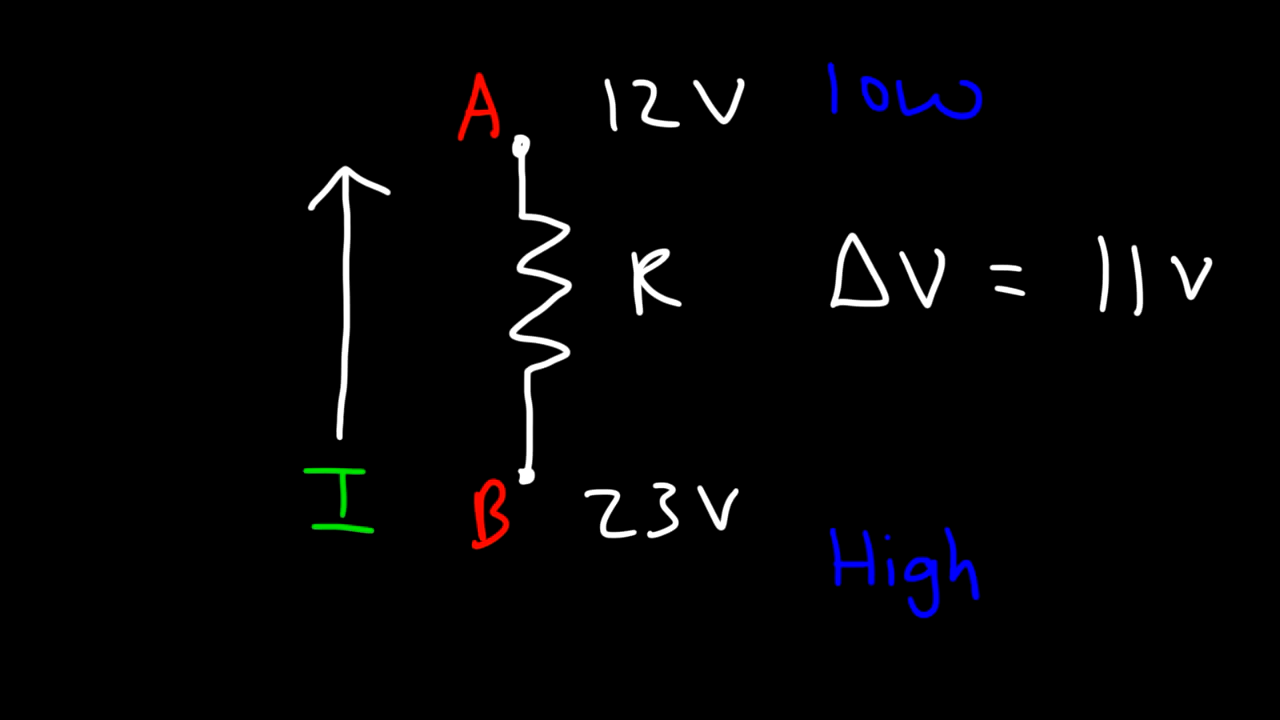 A 12V low
R ΔV = 11V
I B 23V
High